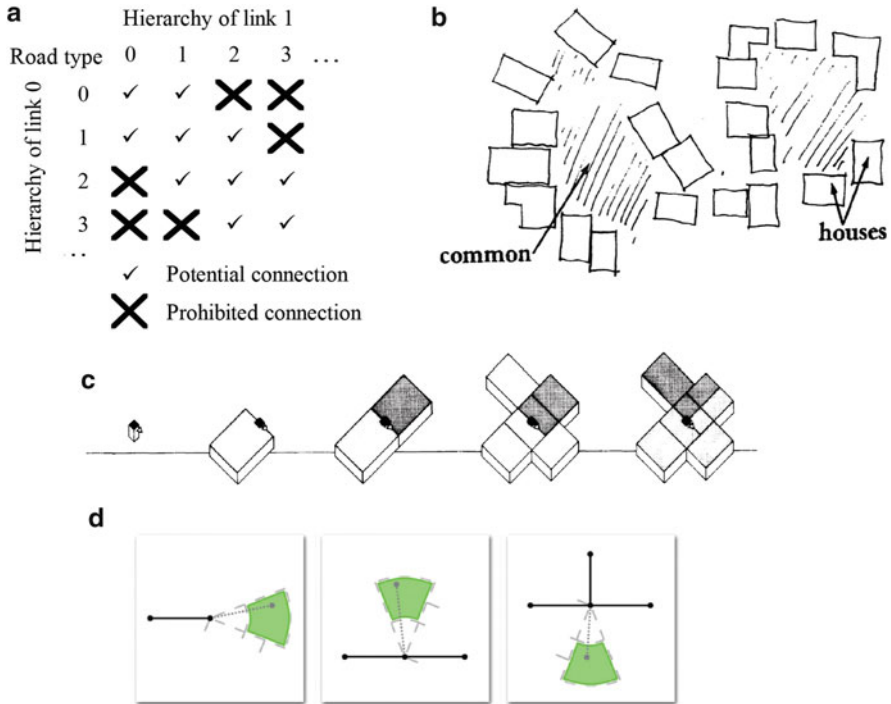 a
Hierarchy of link 1
Road type 0 1 2 3 ...
Hierarchy of link 0
0 ✓ ✓ X X
1 ✓ ✓ ✓ X
2 X ✓ ✓ ✓
3 X X ✓ ✓
...
✓ Potential connection
X Prohibited connection
b
common
houses
c
d